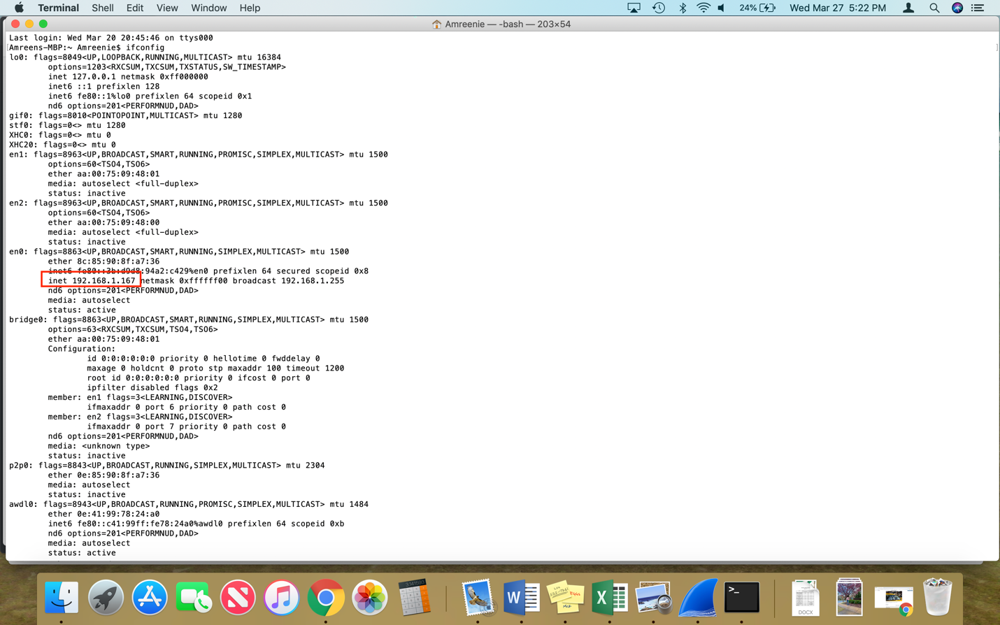 Terminal Shell Edit View Window Help 24% Wed Mar 27 5:22 PM
Amreenie — -bash — 203×54
Last login: Wed Mar 20 20:45:46 on ttys000
[Amreens-MBP:~ Amreenie$ ifconfig ]
lo0: flags=8049<UP,LOOPBACK,RUNNING,MULTICAST> mtu 16384
options=1203<RXCSUM,TXCSUM,TXSTATUS,SW_TIMESTAMP>
inet 127.0.0.1 netmask 0xff000000
inet6 ::1 prefixlen 128
inet6 fe80::1%lo0 prefixlen 64 scopeid 0x1
nd6 options=201<PERFORMNUD,DAD>
gif0: flags=8010<POINTOPOINT,MULTICAST> mtu 1280
stf0: flags=0<> mtu 1280
XHC0: flags=0<> mtu 0
XHC20: flags=0<> mtu 0
en1: flags=8963<UP,BROADCAST,SMART,RUNNING,PROMISC,SIMPLEX,MULTICAST> mtu 1500
options=60<TSO4,TSO6>
ether aa:00:75:09:48:01
media: autoselect <full-duplex>
status: inactive
en2: flags=8963<UP,BROADCAST,SMART,RUNNING,PROMISC,SIMPLEX,MULTICAST> mtu 1500
options=60<TSO4,TSO6>
ether aa:00:75:09:48:00
media: autoselect <full-duplex>
status: inactive
en0: flags=8863<UP,BROADCAST,SMART,RUNNING,SIMPLEX,MULTICAST> mtu 1500
ether 8c:85:90:8f:a7:36
inet6 fe80::3b:d9d8:94a2:c429%en0 prefixlen 64 secured scopeid 0x8
inet 192.168.1.167 netmask 0xffffff00 broadcast 192.168.1.255
nd6 options=201<PERFORMNUD,DAD>
media: autoselect
status: active
bridge0: flags=8863<UP,BROADCAST,SMART,RUNNING,SIMPLEX,MULTICAST> mtu 1500
options=63<RXCSUM,TXCSUM,TSO4,TSO6>
ether aa:00:75:09:48:01
Configuration:
id 0:0:0:0:0:0 priority 0 hellotime 0 fwddelay 0
maxage 0 holdcnt 0 proto stp maxaddr 100 timeout 1200
root id 0:0:0:0:0:0 priority 0 ifcost 0 port 0
ipfilter disabled flags 0x2
member: en1 flags=3<LEARNING,DISCOVER>
ifmaxaddr 0 port 6 priority 0 path cost 0
member: en2 flags=3<LEARNING,DISCOVER>
ifmaxaddr 0 port 7 priority 0 path cost 0
nd6 options=201<PERFORMNUD,DAD>
media: <unknown type>
status: inactive
p2p0: flags=8843<UP,BROADCAST,RUNNING,SIMPLEX,MULTICAST> mtu 2304
ether 0e:85:90:8f:a7:36
media: autoselect
status: inactive
awdl0: flags=8943<UP,BROADCAST,RUNNING,PROMISC,SIMPLEX,MULTICAST> mtu 1484
ether 0e:41:99:78:24:a0
inet6 fe80::c41:99ff:fe78:24a0%awdl0 prefixlen 64 scopeid 0xb
nd6 options=201<PERFORMNUD,DAD>
media: autoselect
status: active
W
X
>_
DOCX